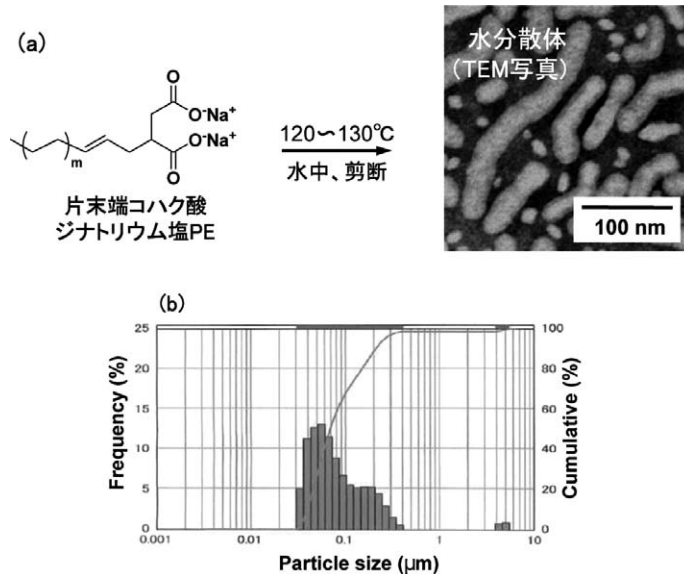 (a)
O
O⁻Na⁺
O⁻Na⁺
O
m
片末端コハク酸
ジナトリウム塩PE
120〜130℃
水中、剪断
水分散体
(TEM写真)
100 nm
(b)
Frequency (%)
25
20
15
10
5
0
100
80
60
40
20
0
Cumulative (%)
0.001
0.01
0.1
1
10
Particle size (μm)